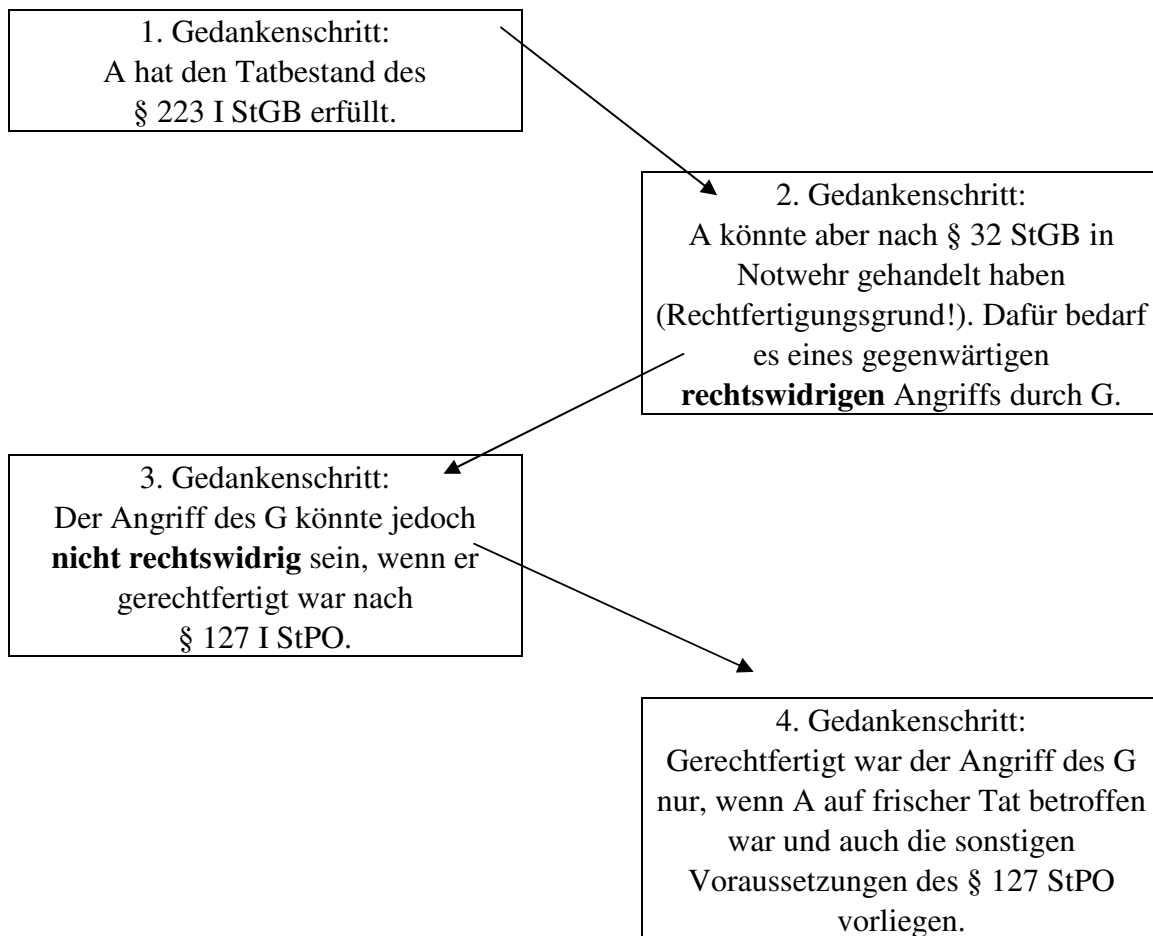 1. Gedankenschritt:
A hat den Tatbestand des
§ 223 I StGB erfüllt.
2. Gedankenschritt:
A könnte aber nach § 32 StGB in
Notwehr gehandelt haben
(Rechtfertigungsgrund!). Dafür bedarf
es eines gegenwärtigen
rechtswidrigen Angriffs durch G.
3. Gedankenschritt:
Der Angriff des G könnte jedoch
nicht rechtswidrig sein, wenn er
gerechtfertigt war nach
§ 127 I StPO.
4. Gedankenschritt:
Gerechtfertigt war der Angriff des G
nur, wenn A auf frischer Tat betroffen
war und auch die sonstigen
Voraussetzungen des § 127 StPO
vorliegen.